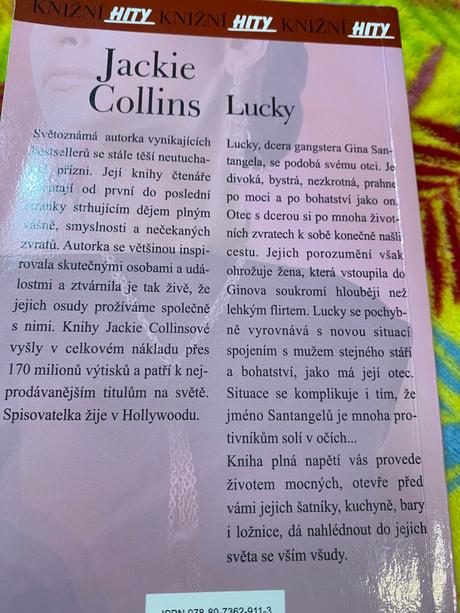 KNIŽNÍ HITY KNIŽNÍ HITY KNIŽNÍ HITY
Jackie
Collins
Světoznámá autorka vynikajících
bestsellerů se stále těší neutucha-
přízni. Její knihy čtenáře
od první do poslední
stránky strhujícím dějem plným
vášně, smyslnosti a nečekaných
zvratů. Autorka se většinou inspi-
rovala skutečnými osobami a udá-
lostmi a ztvárnila je tak živě, že
jejich osudy prožíváme společně
s nimi. Knihy Jackie Collinsové
vyšly v celkovém nákladu přes
170 milionů výtisků a patří k nej-
prodávanějším titulům na světě.
Spisovatelka žije v Hollywoodu.
Lucky
Lucky, dcera gangstera Gina San-
tangela, se podobá svému otci. Je
divoká, bystrá, nezkrotná, prahne
po moci a po bohatství jako on.
Otec s dcerou si po mnoha život-
ních zvratech k sobě konečně našli
cestu. Jejich porozumění však
ohrožuje žena, která vstoupila do
Ginova soukromí hlouběji než
lehkým flirtem. Lucky se pochyb-
ně vyrovnává s novou situací
spojením s mužem stejného stáří
a bohatství, jako má její otec.
Situace se komplikuje i tím, že
jméno Santangelů je mnoha pro-
tivníkům solí v očích...
Kniha plná napětí vás provede
životem mocných, otevře před
vámi jejich šatníky, kuchyně, bary
i ložnice, dá nahlédnout do jejich
světa se vším všudy.
ISBN 978-80-7362-911-3